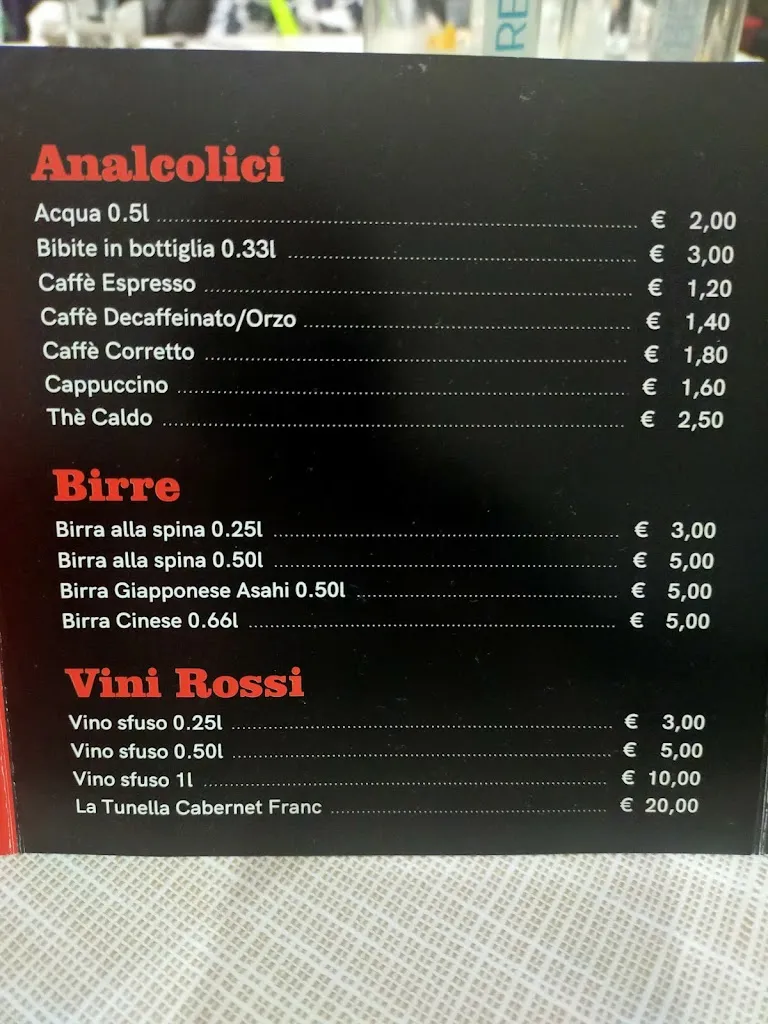 RE
Analcolici
Acqua 0.5l € 2,00
Bibite in bottiglia 0.33l € 3,00
Caffè Espresso € 1,20
Caffè Decaffeinato/Orzo € 1,40
Caffè Corretto € 1,80
Cappuccino € 1,60
Thè Caldo € 2,50
Birre
Birra alla spina 0.25l € 3,00
Birra alla spina 0.50l € 5,00
Birra Giapponese Asahi 0.50l € 5,00
Birra Cinese 0.66l € 5,00
Vini Rossi
Vino sfuso 0.25l € 3,00
Vino sfuso 0.50l € 5,00
Vino sfuso 1l € 10,00
La Tunella Cabernet Franc € 20,00